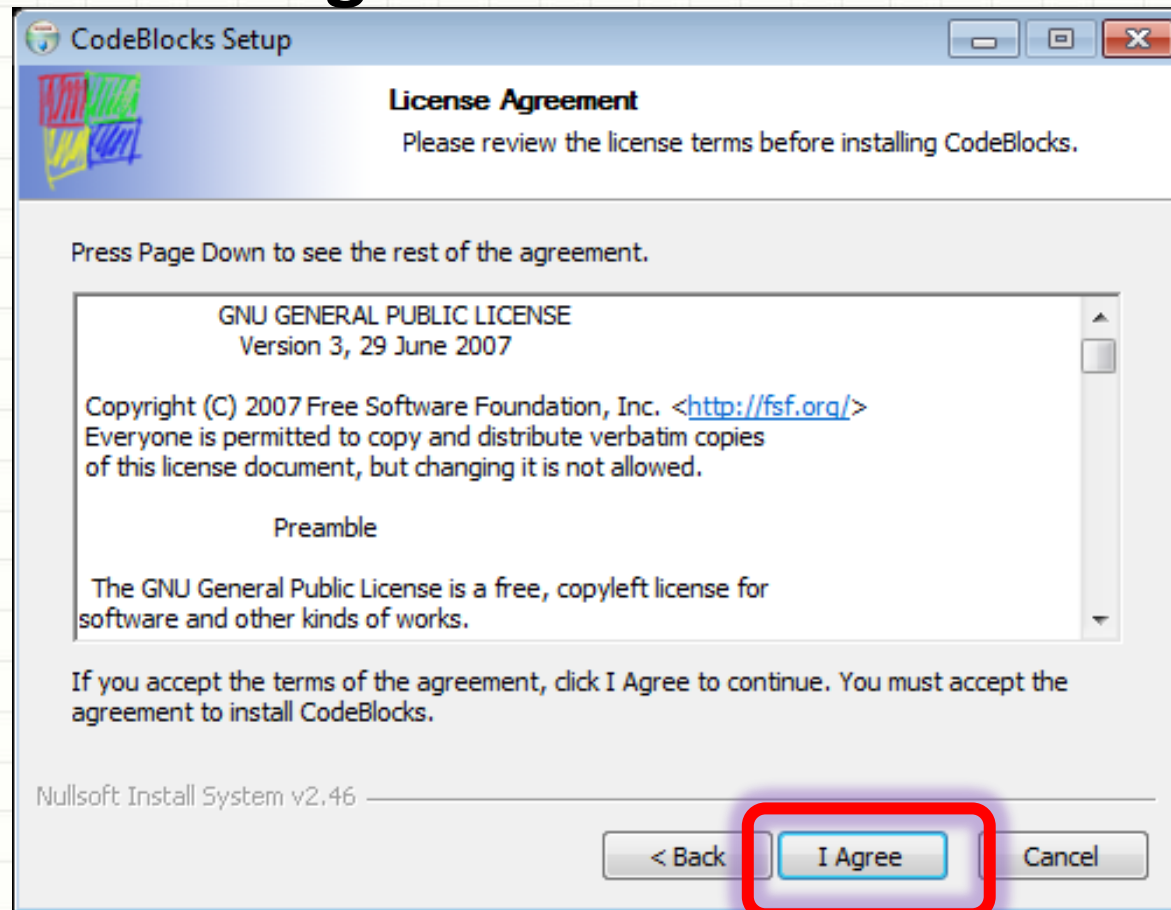 CodeBlocks Setup
License Agreement
Please review the license terms before installing CodeBlocks.
Press Page Down to see the rest of the agreement.
GNU GENERAL PUBLIC LICENSE
Version 3, 29 June 2007
Copyright (C) 2007 Free Software Foundation, Inc. <http://fsf.org/>
Everyone is permitted to copy and distribute verbatim copies
of this license document, but changing it is not allowed.
Preamble
The GNU General Public License is a free, copyleft license for
software and other kinds of works.
If you accept the terms of the agreement, click I Agree to continue. You must accept the
agreement to install CodeBlocks.
Nullsoft Install System v2.46
< Back I Agree Cancel